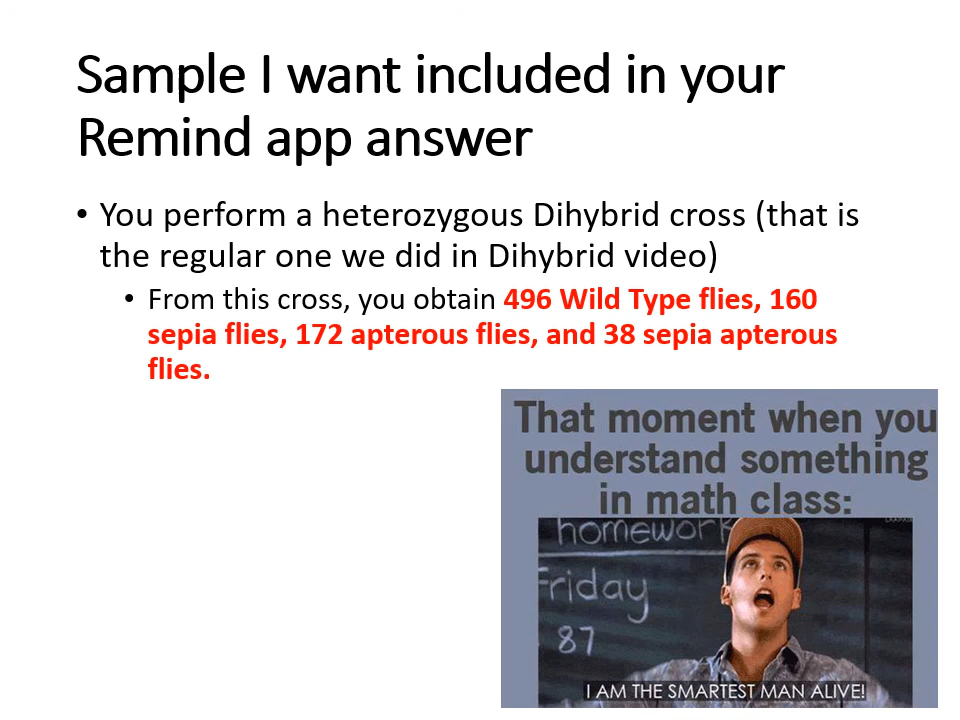 Sample I want included in your
Remind app answer
• You perform a heterozygous Dihybrid cross (that is
the regular one we did in Dihybrid video)
• From this cross, you obtain 496 Wild Type flies, 160
sepia flies, 172 apterous flies, and 38 sepia apterous
flies.
That moment when you
understand something
in math class:
homework
Friday
87
I AM THE SMARTEST MAN ALIVE!